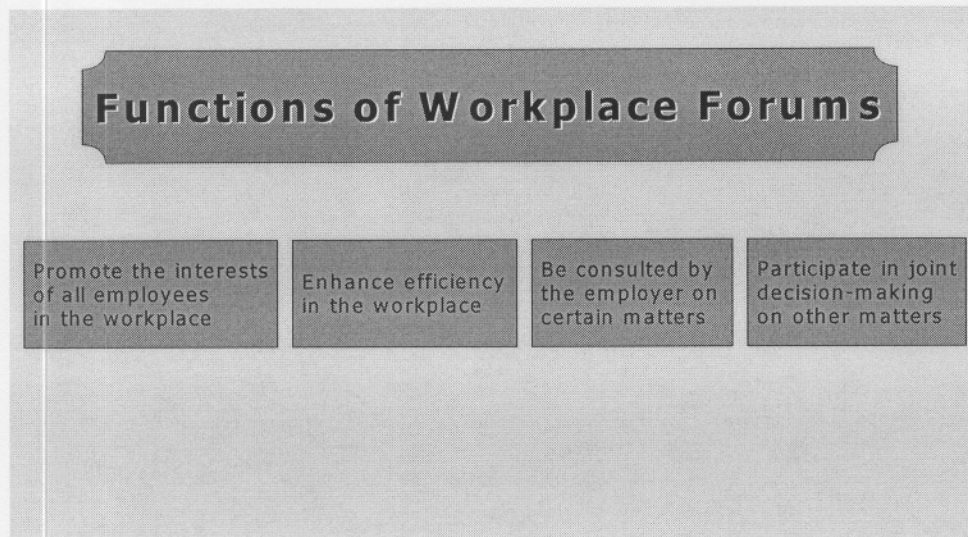 Functions of Workplace Forums
Promote the interests
of all employees
in the workplace
Enhance efficiency
in the workplace
Be consulted by
the employer on
certain matters
Participate in joint
decision-making
on other matters